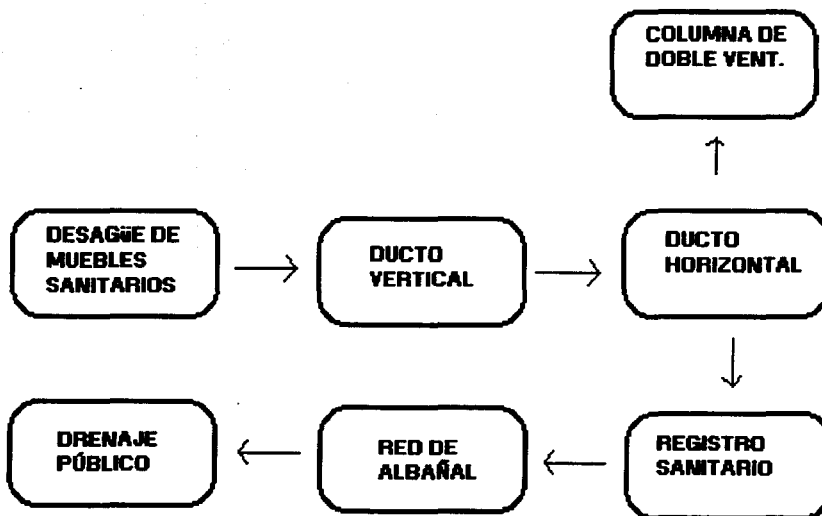 COLUMNA DE
DOBLE VENT.
DESAGÜE DE
MUEBLES
SANITARIOS
DUCTO
VERTICAL
DUCTO
HORIZONTAL
DRENAJE
PÚBLICO
RED DE
ALBAÑAL
REGISTRO
SANITARIO